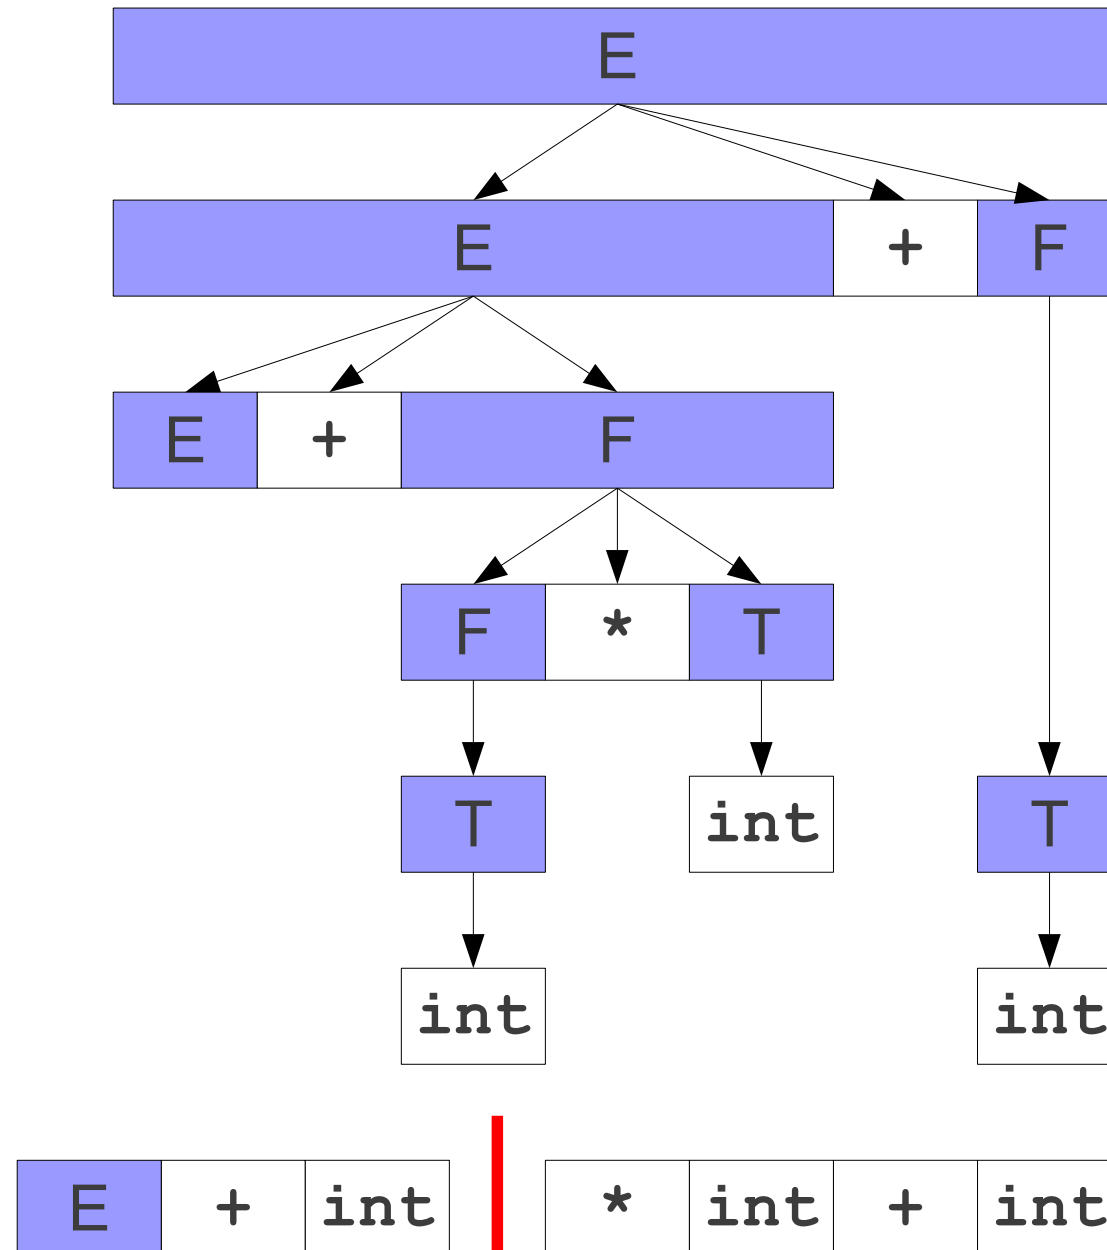 E
E + F
E + F
F * T
T int T
int int
E + int * int + int